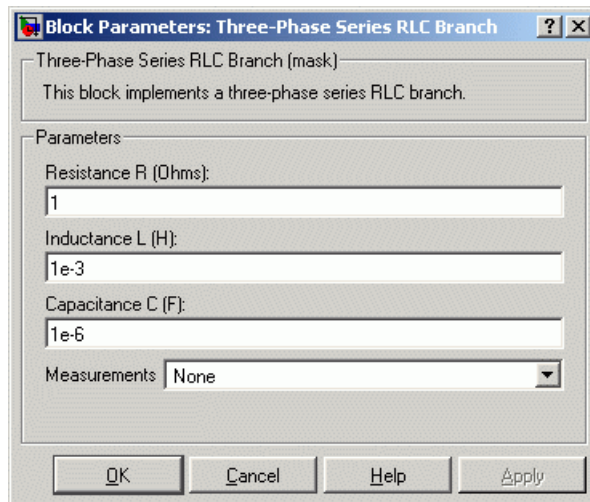 Block Parameters: Three-Phase Series RLC Branch
Three-Phase Series RLC Branch (mask)
This block implements a three-phase series RLC branch.
Parameters
Resistance R (Ohms):
1
Inductance L (H):
1e-3
Capacitance C (F):
1e-6
Measurements None
OK Cancel Help Apply